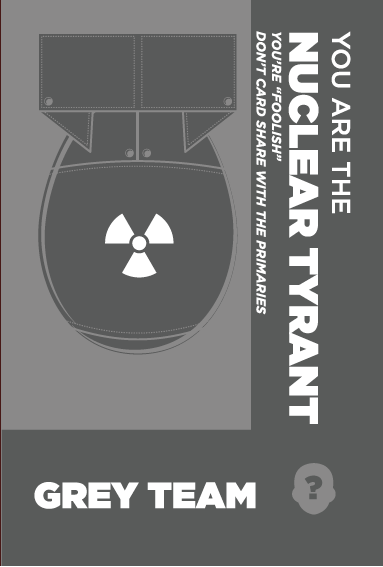 YOU ARE THE
NUCLEAR TYRANT
YOU'RE "FOOLISH"
DON'T CARD SHARE WITH THE PRIMARIES
GREY TEAM
?